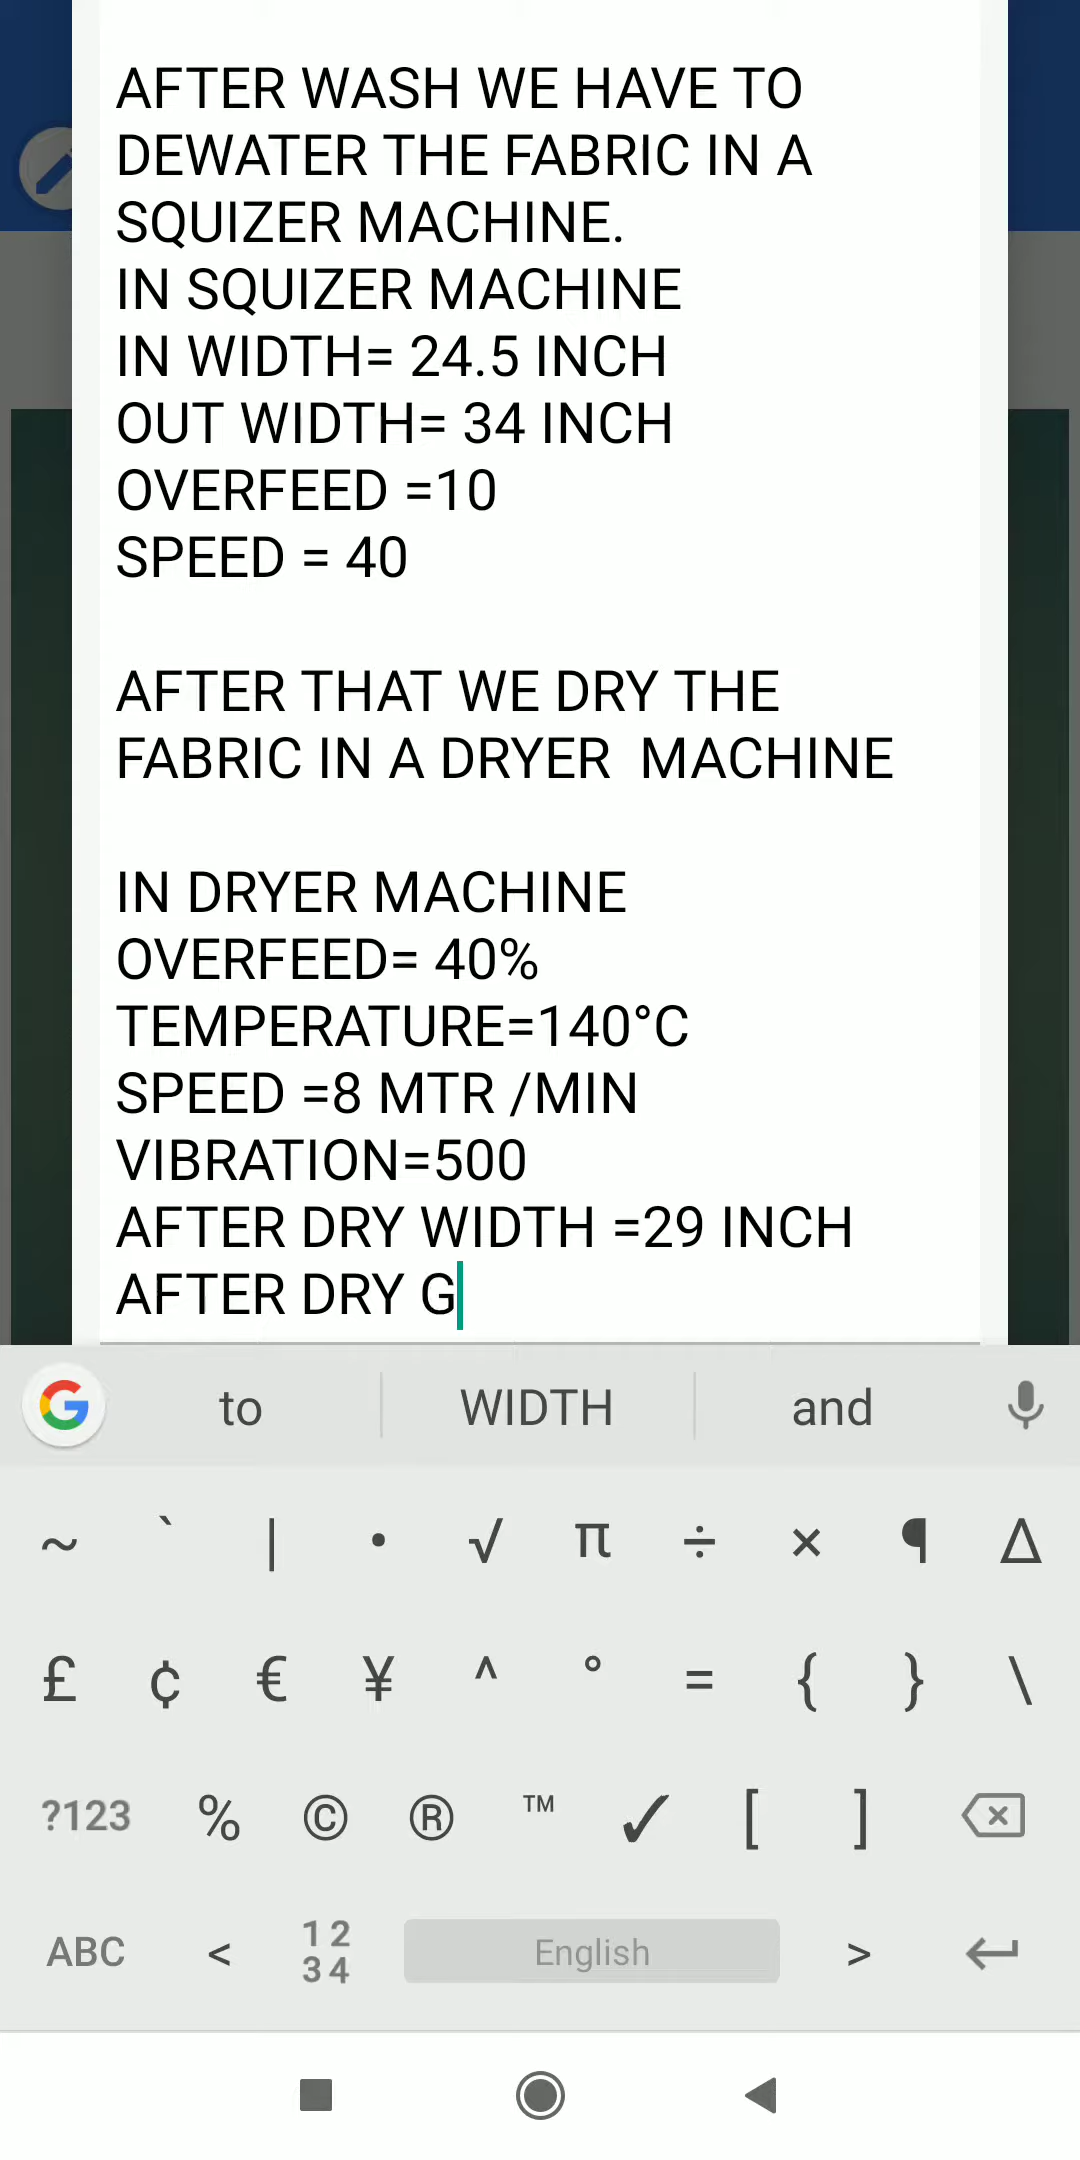 AFTER WASH WE HAVE TO
DEWATER THE FABRIC IN A
SQUIZER MACHINE.
IN SQUIZER MACHINE
IN WIDTH= 24.5 INCH
OUT WIDTH= 34 INCH
OVERFEED =10
SPEED = 40
AFTER THAT WE DRY THE
FABRIC IN A DRYER  MACHINE
IN DRYER MACHINE
OVERFEED= 40%
TEMPERATURE=140°C
SPEED =8 MTR /MIN
VIBRATION=500
AFTER DRY WIDTH =29 INCH
AFTER DRY G
to WIDTH and
~ ` | • √ π ÷ × ¶ Δ
£ ¢ € ¥ ^ ° = { } \
?123 % © ® ™ ✓ [ ]
ABC < 12 34 English >